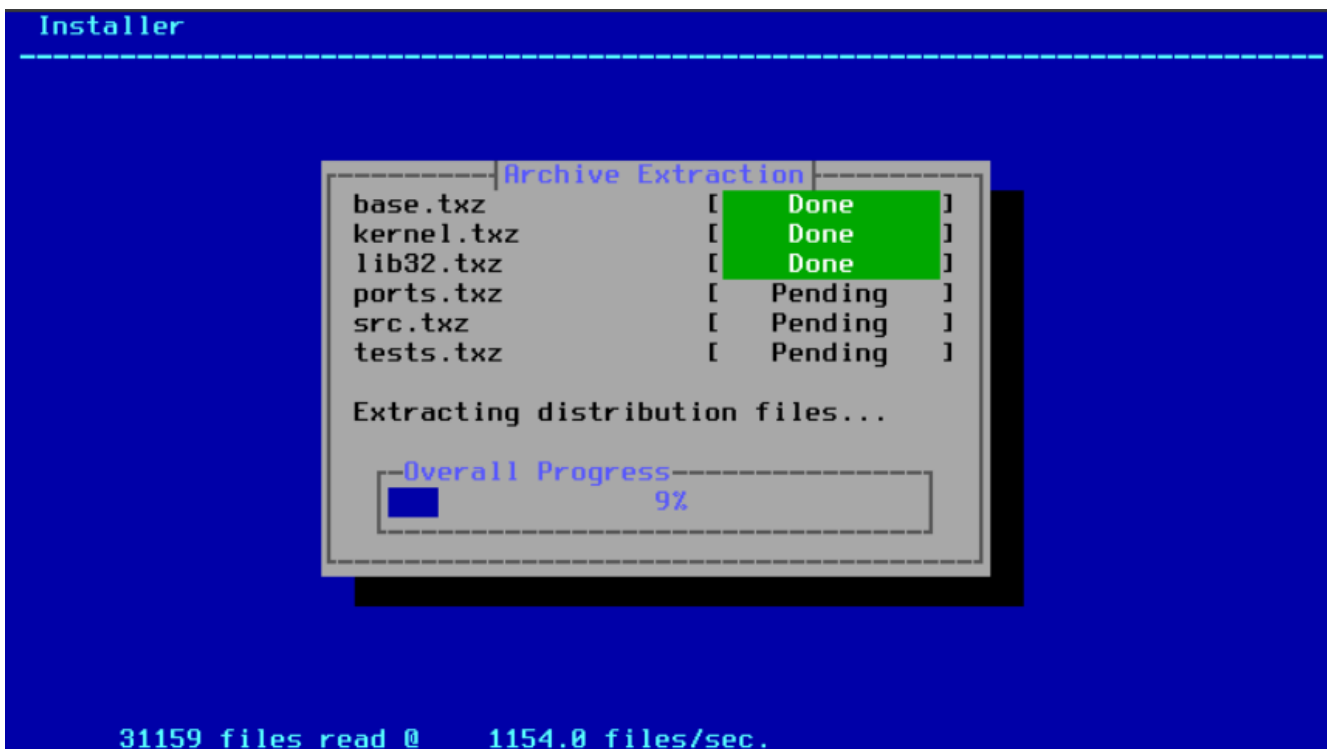 Installer
Archive Extraction
base.txz [ Done ]
kernel.txz [ Done ]
lib32.txz [ Done ]
ports.txz [ Pending ]
src.txz [ Pending ]
tests.txz [ Pending ]
Extracting distribution files...
Overall Progress
9%
31159 files read @ 1154.0 files/sec.